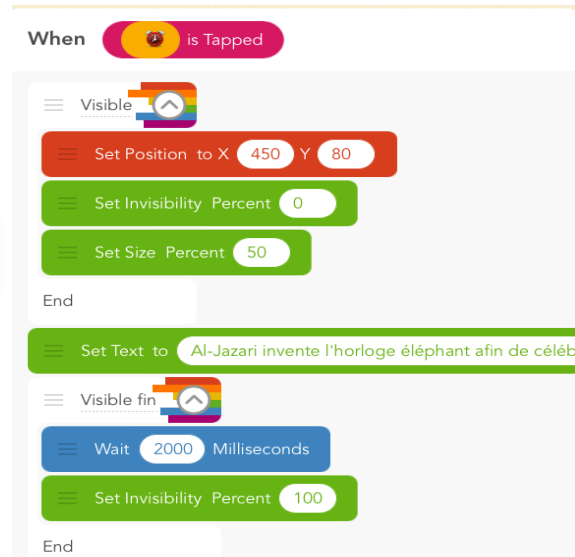 When is Tapped
Visible
Set Position to X 450 Y 80
Set Invisibility Percent 0
Set Size Percent 50
End
Set Text to Al-Jazari invente l'horloge éléphant afin de céléb
Visible fin
Wait 2000 Milliseconds
Set Invisibility Percent 100
End